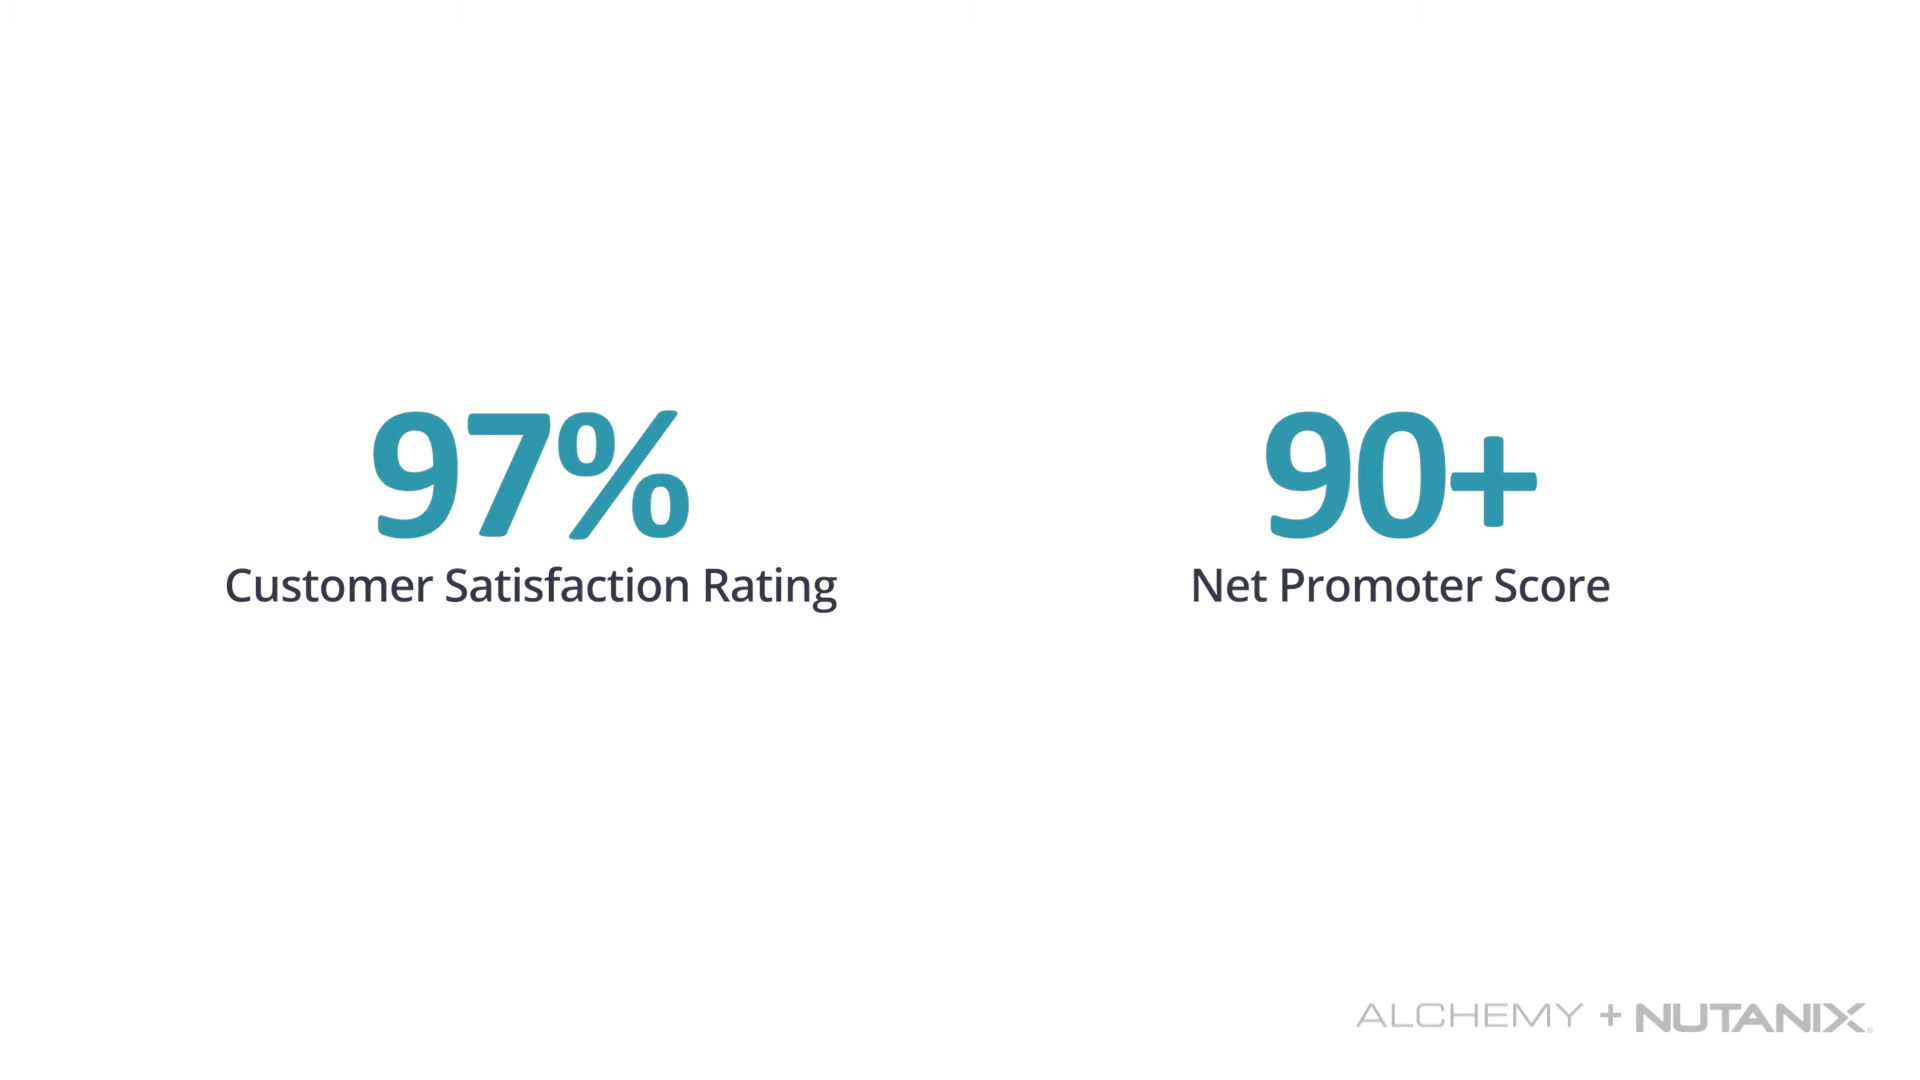 97%
Customer Satisfaction Rating
90+
Net Promoter Score
ALCHEMY + NUTANIX®